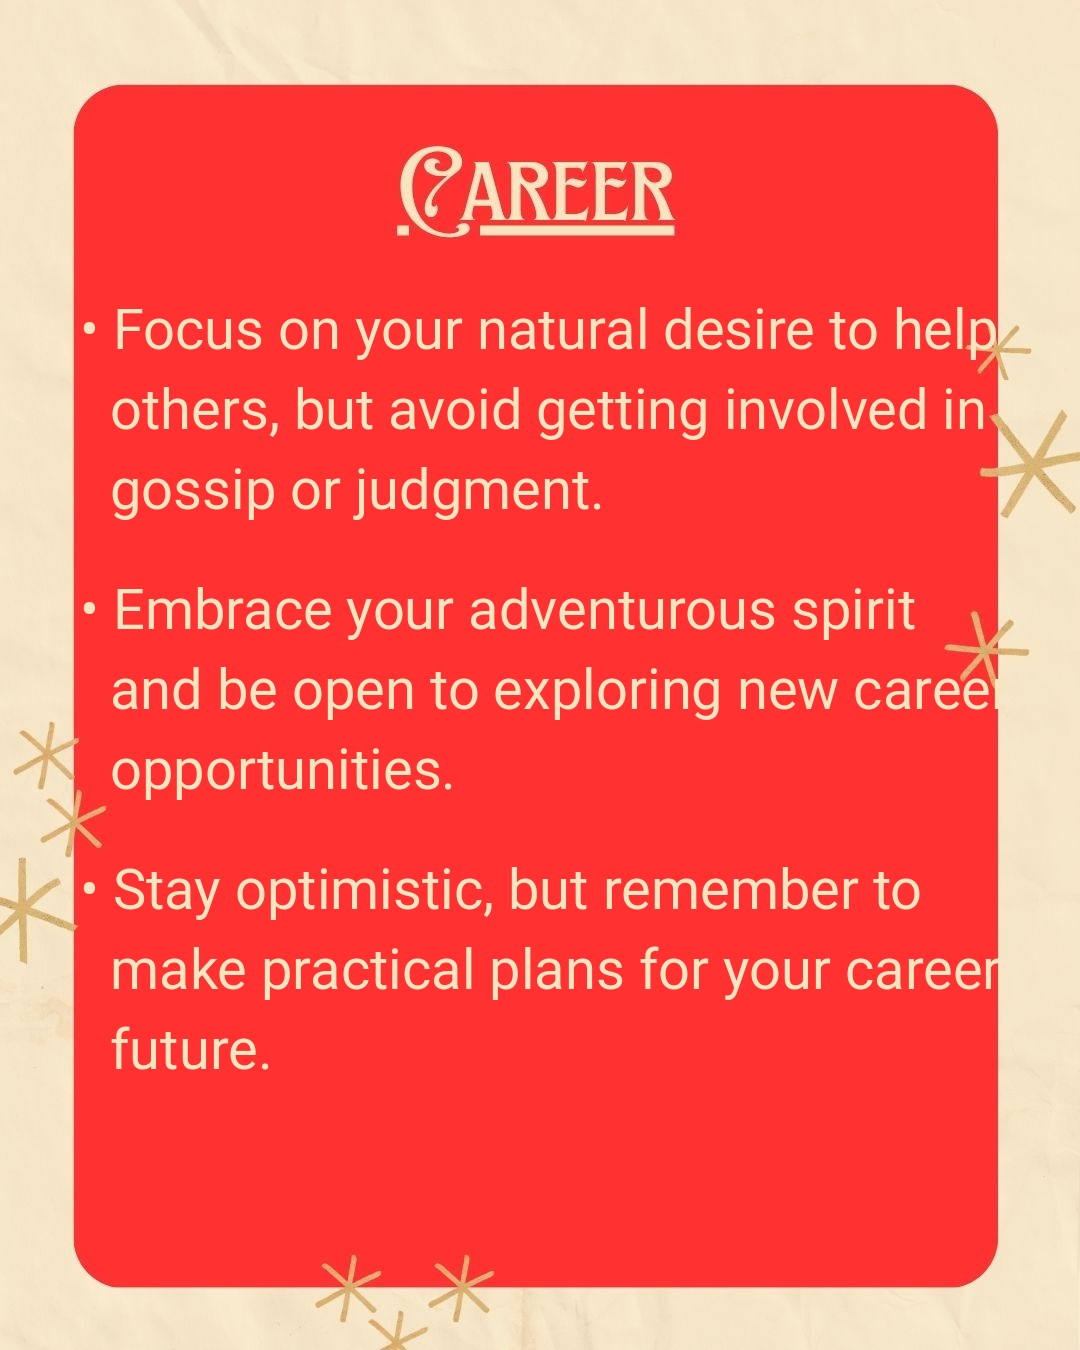 Career
• Focus on your natural desire to help
others, but avoid getting involved in
gossip or judgment.
• Embrace your adventurous spirit
and be open to exploring new career
opportunities.
• Stay optimistic, but remember to
make practical plans for your career
future.